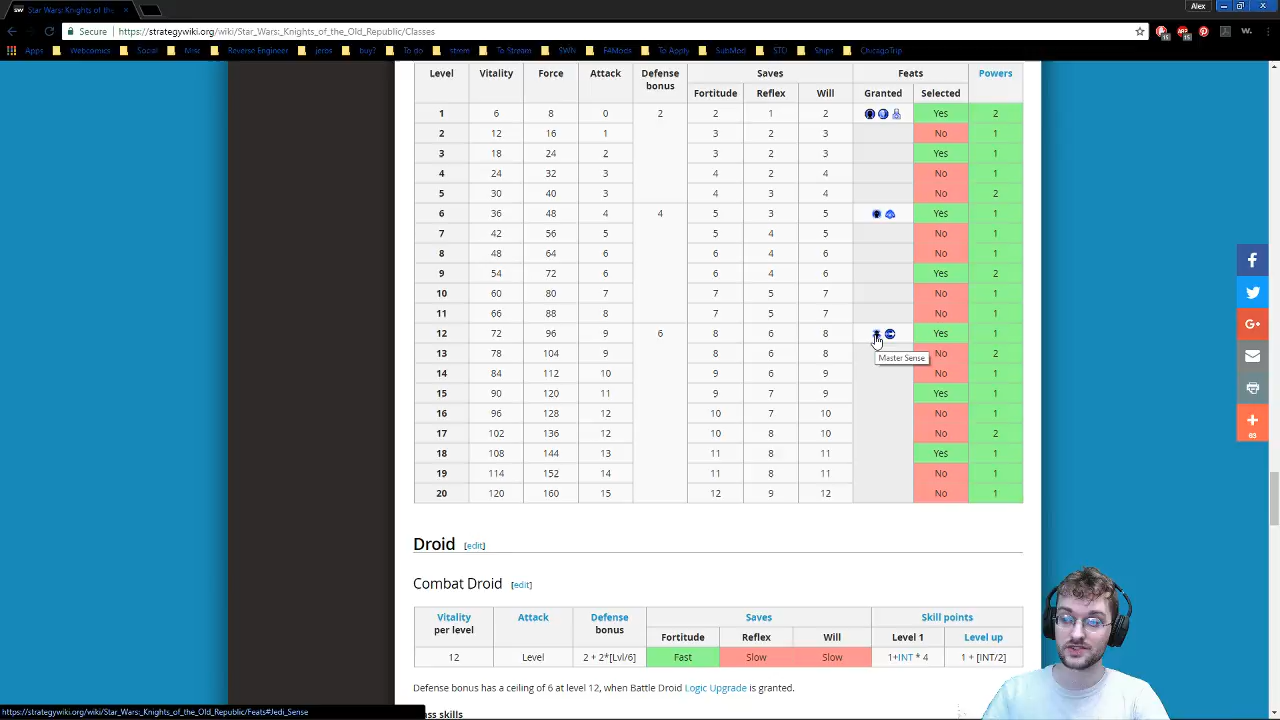 Star Wars: Knights of the
Alex
Secure
https://strategywiki.org/wiki/Star_Wars:_Knights_of_the_Old_Republic/Classes
Apps Webcomics Social Misc Reverse Engineer jeros buy? To do stream To Stream SWN F4Mods To Apply SubMod STO Ships ChicagoTrip
Level Vitality Force Attack Defense bonus Saves Feats Powers
Fortitude Reflex Will Granted Selected
1 6 8 0 2 2 1 2 Yes 2
2 12 16 1 3 2 3 No 1
3 18 24 2 3 2 3 Yes 1
4 24 32 3 4 2 4 No 1
5 30 40 3 4 3 4 No 2
6 36 48 4 4 5 3 5 Yes 1
7 42 56 5 5 4 5 No 1
8 48 64 6 6 4 6 No 1
9 54 72 6 6 4 6 Yes 2
10 60 80 7 7 5 7 No 1
11 66 88 8 7 5 7 No 1
12 72 96 9 6 8 6 8 Yes 1
13 78 104 9 8 6 8 No 2
Master Sense
14 84 112 10 9 6 9 No 1
15 90 120 11 9 7 9 Yes 1
16 96 128 12 10 7 10 No 1
17 102 136 12 10 8 10 No 2
18 108 144 13 11 8 11 Yes 1
19 114 152 14 11 8 11 No 1
20 120 160 15 12 9 12 No 1
63
Droid [edit]
Combat Droid [edit]
Vitality per level Attack Defense bonus Saves Skill points
Fortitude Reflex Will Level 1 Level up
12 Level 2 + 2*[Lvl/6] Fast Slow Slow 1+INT * 4 1 + [INT/2]
Defense bonus has a ceiling of 6 at level 12, when Battle Droid Logic Upgrade is granted.
ass skills
https://strategywiki.org/wiki/Star_Wars:_Knights_of_the_Old_Republic/Feats#Jedi_Sense